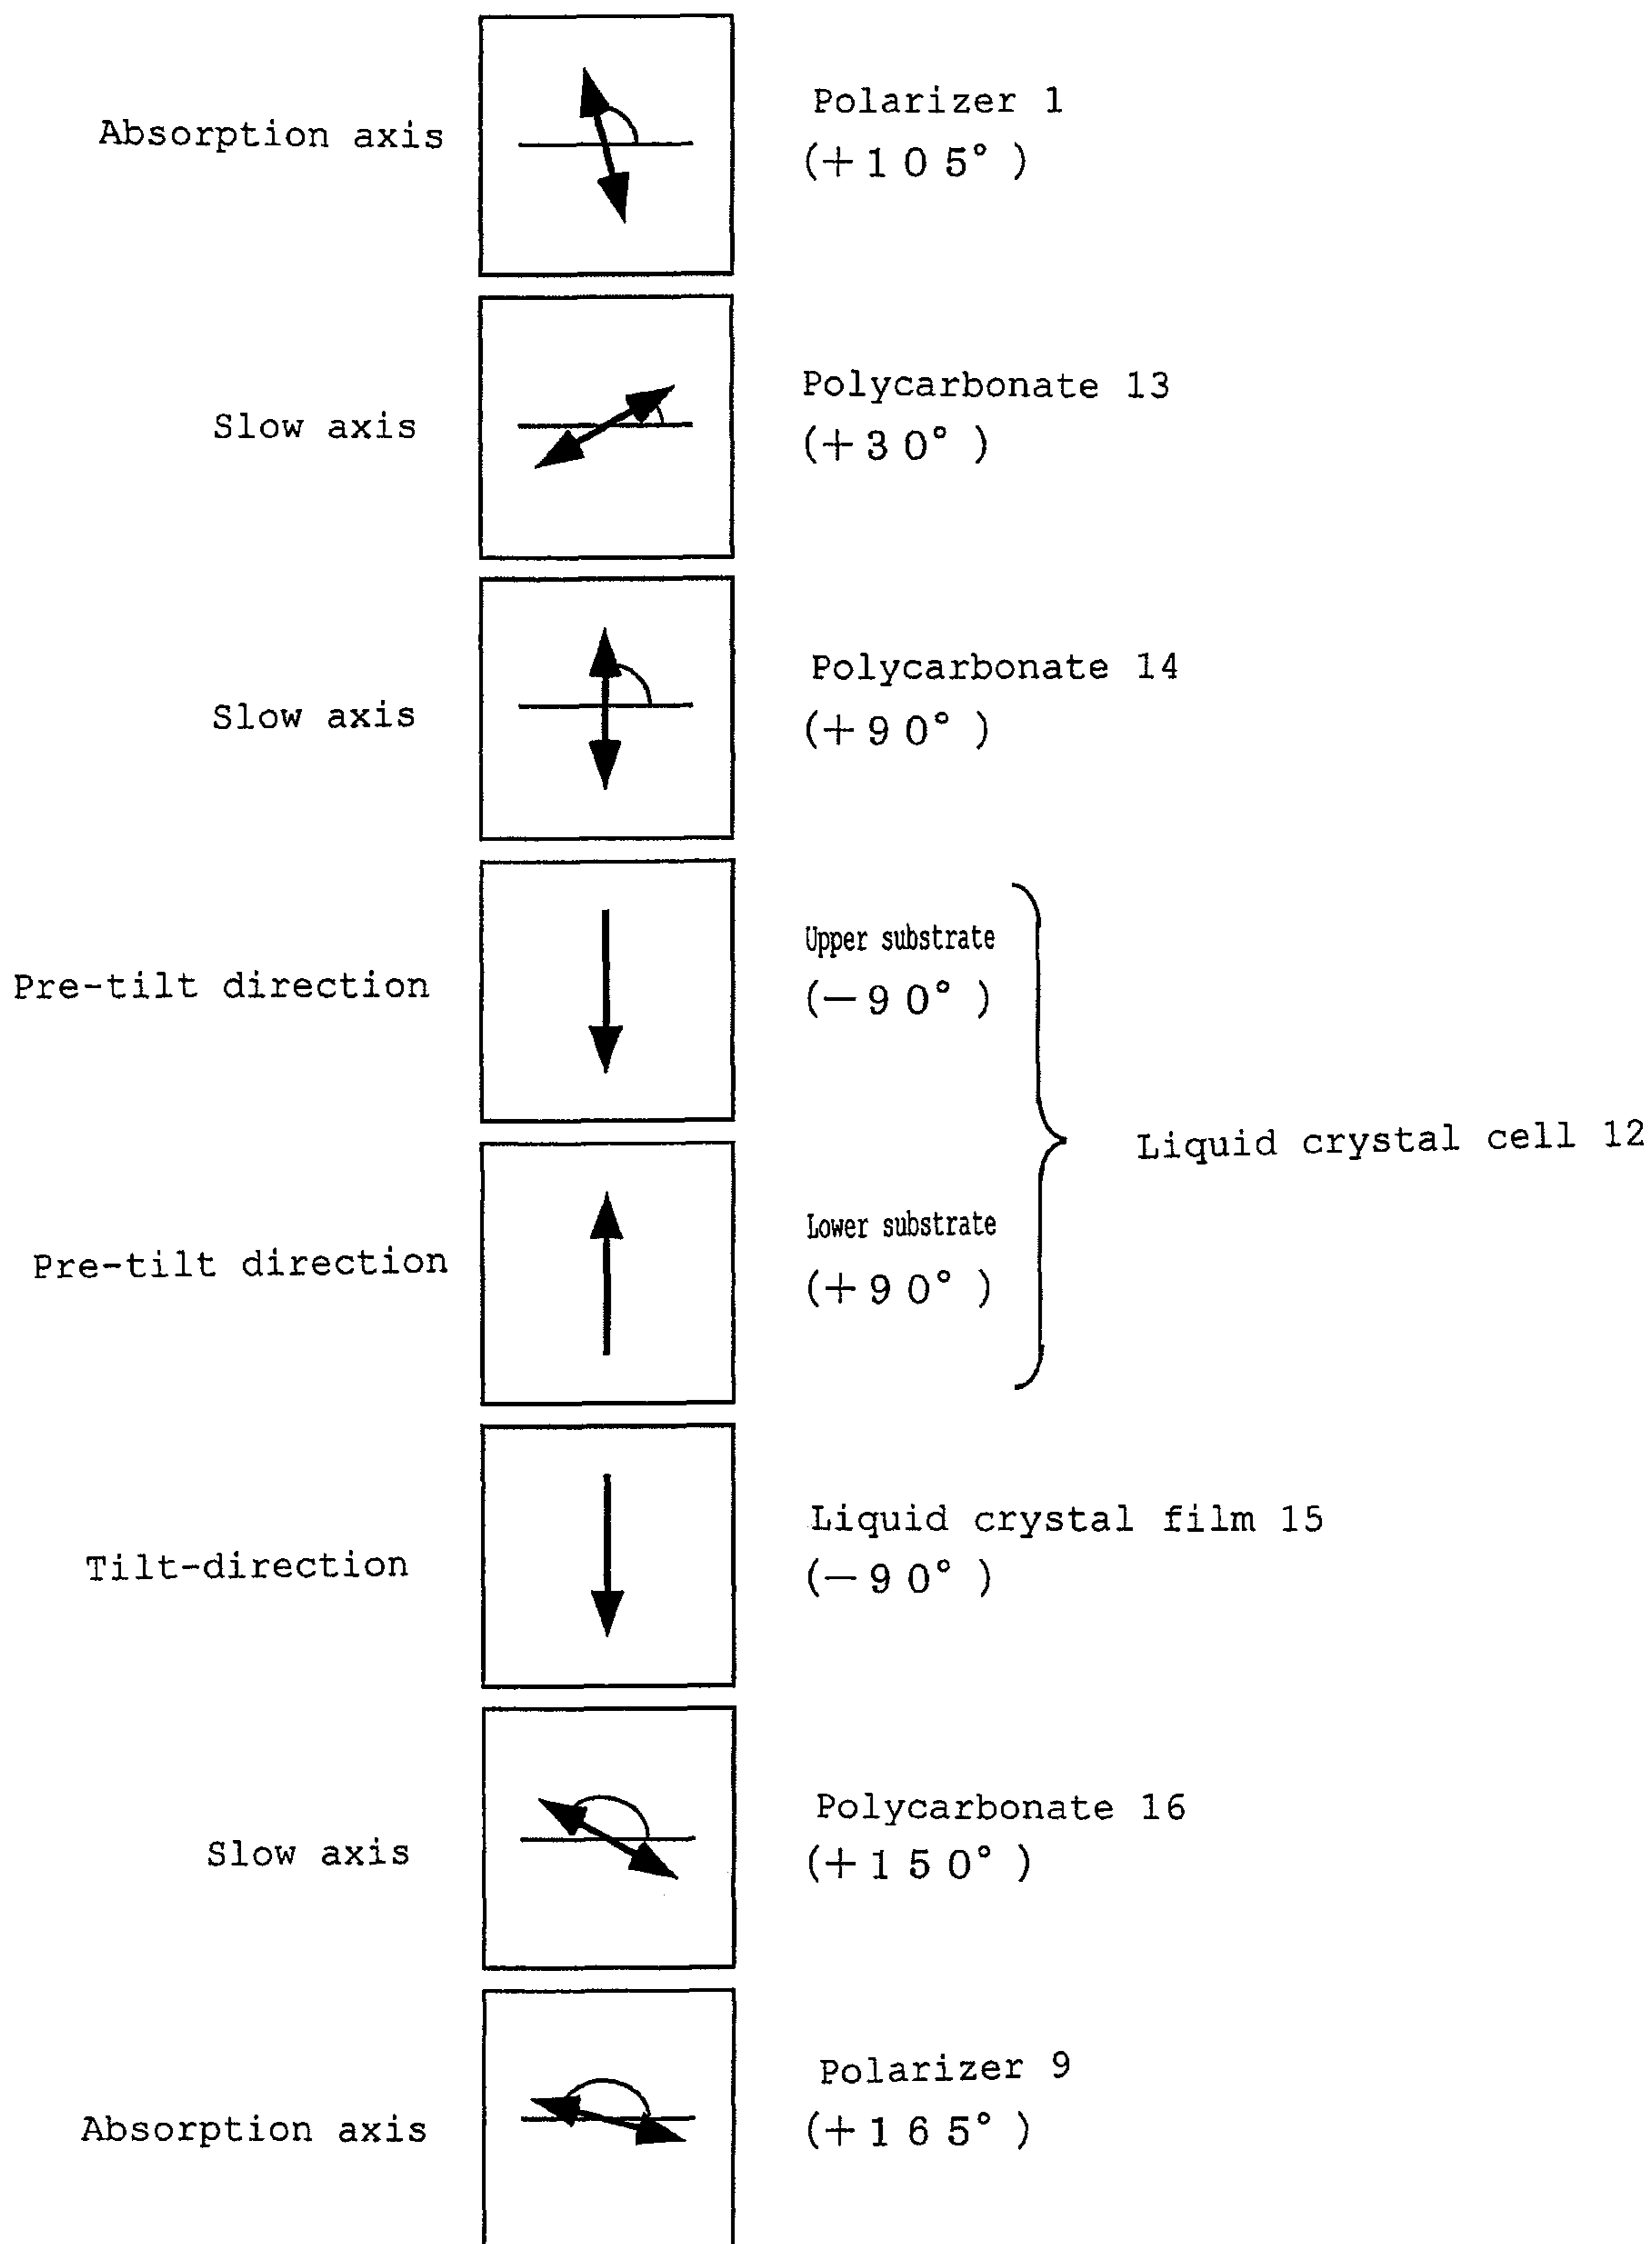 Absorption axis
Polarizer 1
(+105°)
Slow axis
Polycarbonate 13
(+30°)
Slow axis
Polycarbonate 14
(+90°)
Pre-tilt direction
Upper substrate
(−90°)
Liquid crystal cell 12
Pre-tilt direction
Lower substrate
(+90°)
Tilt-direction
Liquid crystal film 15
(−90°)
Slow axis
Polycarbonate 16
(+150°)
Absorption axis
Polarizer 9
(+165°)